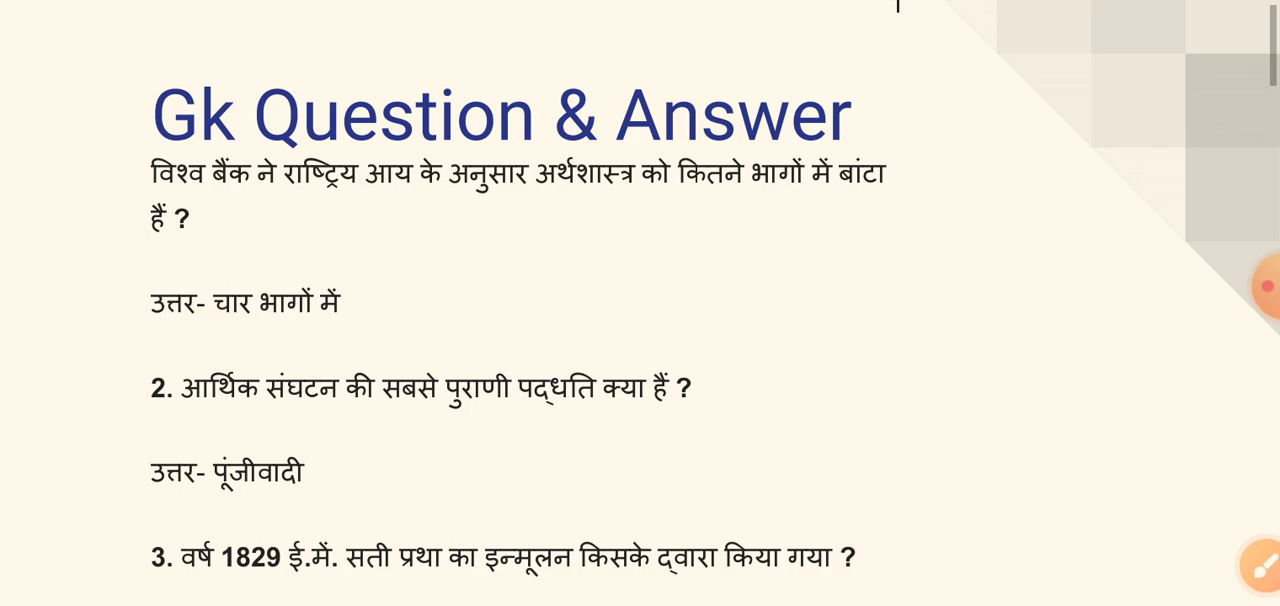 Gk Question & Answer
विश्व बैंक ने राष्ट्रिय आय के अनुसार अर्थशास्त्र को कितने भागों में बांटा
हैं ?
उत्तर- चार भागों में
2. आर्थिक संघटन की सबसे पुराणी पद्धति क्या हैं ?
उत्तर- पूंजीवादी
3. वर्ष 1829 ई.में. सती प्रथा का इन्मूलन किसके द्वारा किया गया ?